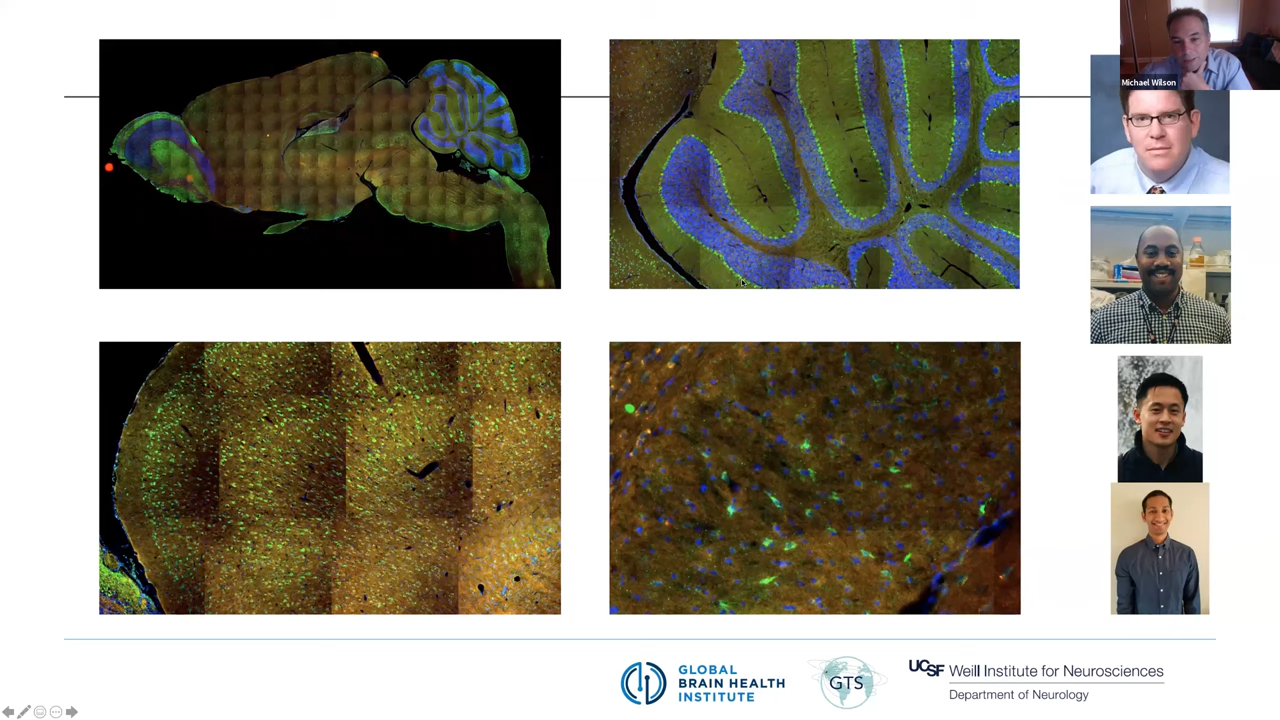 Michael Wilson
GLOBAL
BRAIN HEALTH
INSTITUTE
GTS
UCSF Weill Institute for Neurosciences
Department of Neurology